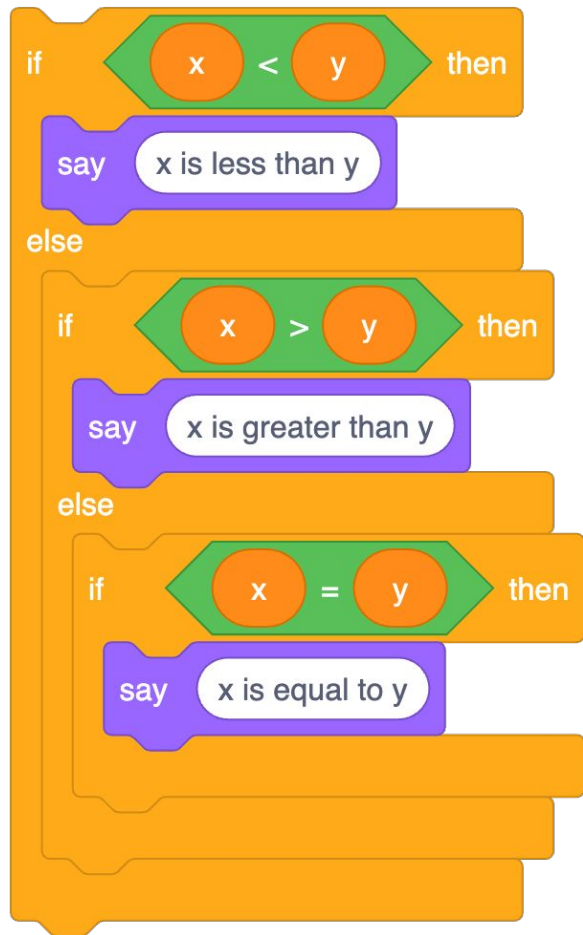 if x < y then
say x is less than y
else
if x > y then
say x is greater than y
else
if x = y then
say x is equal to y